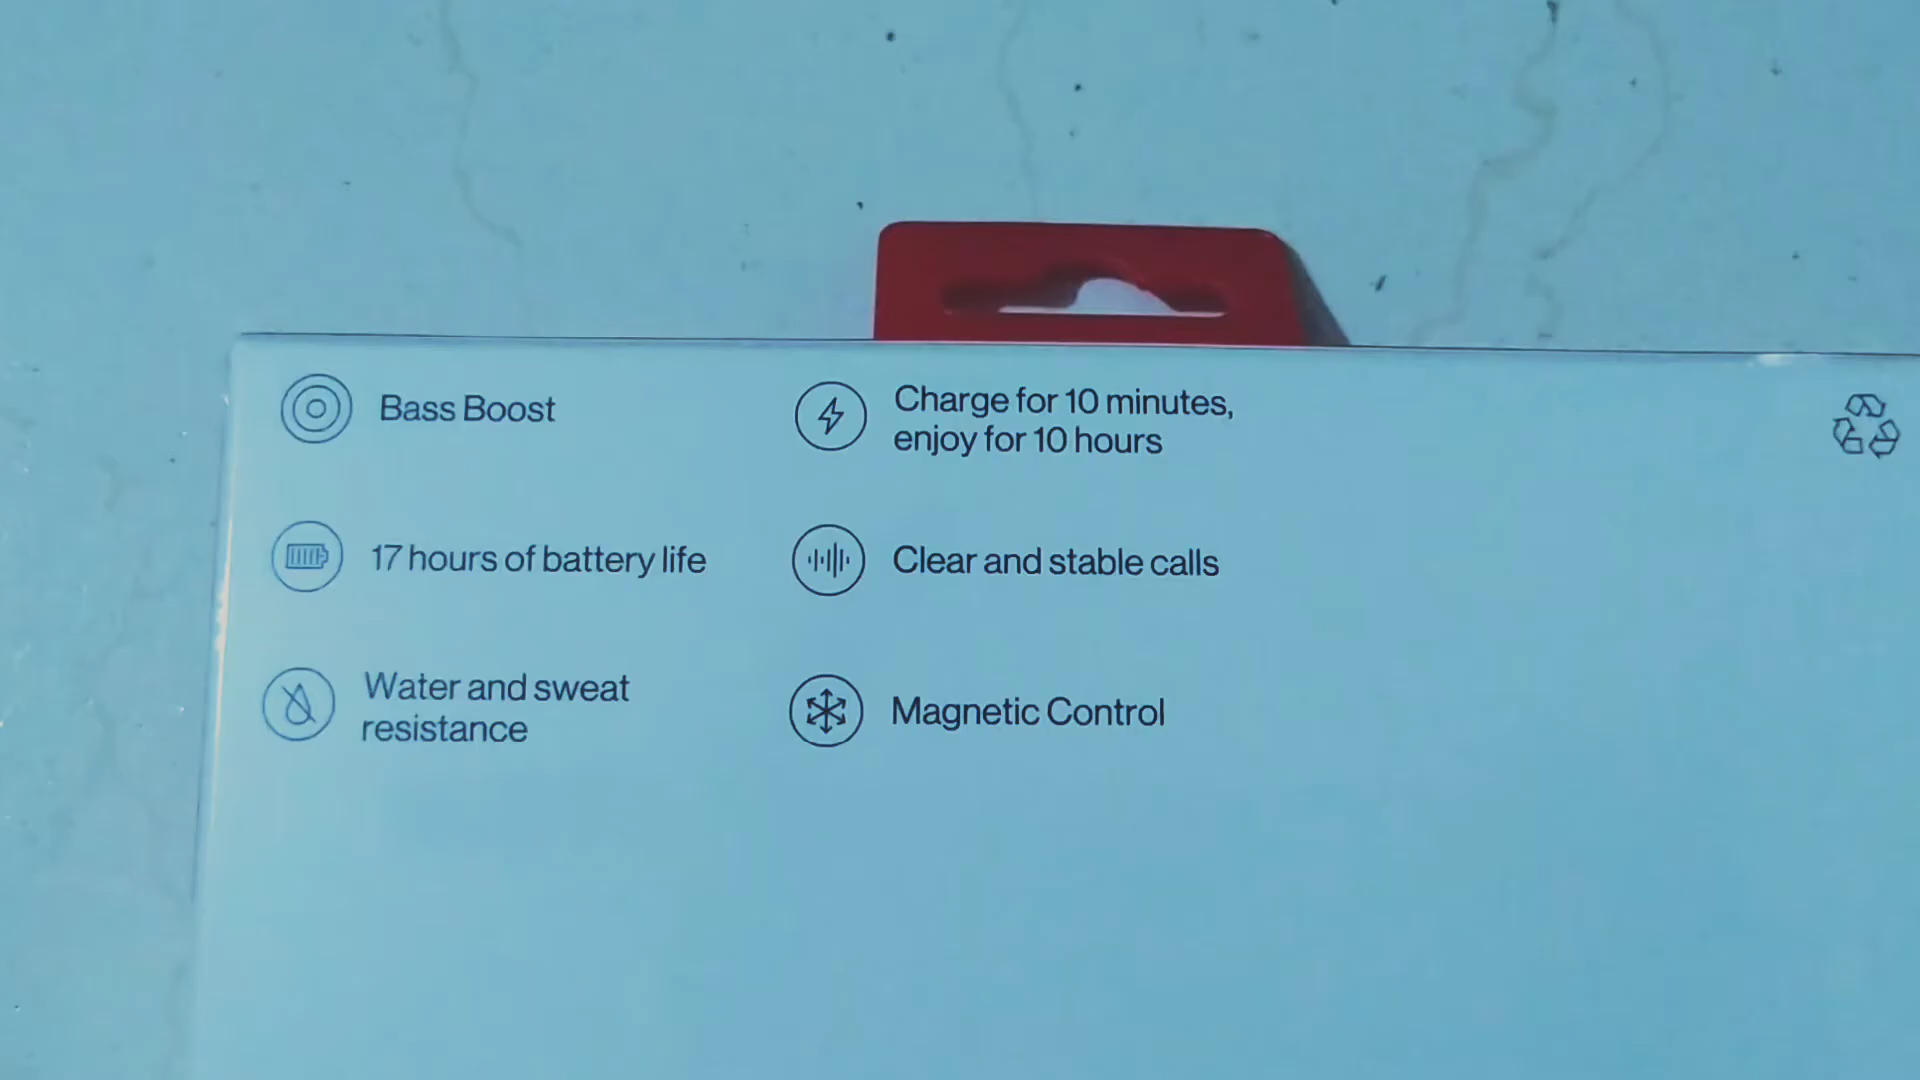 Bass Boost
Charge for 10 minutes,
enjoy for 10 hours
17 hours of battery life
Clear and stable calls
Water and sweat
resistance
Magnetic Control